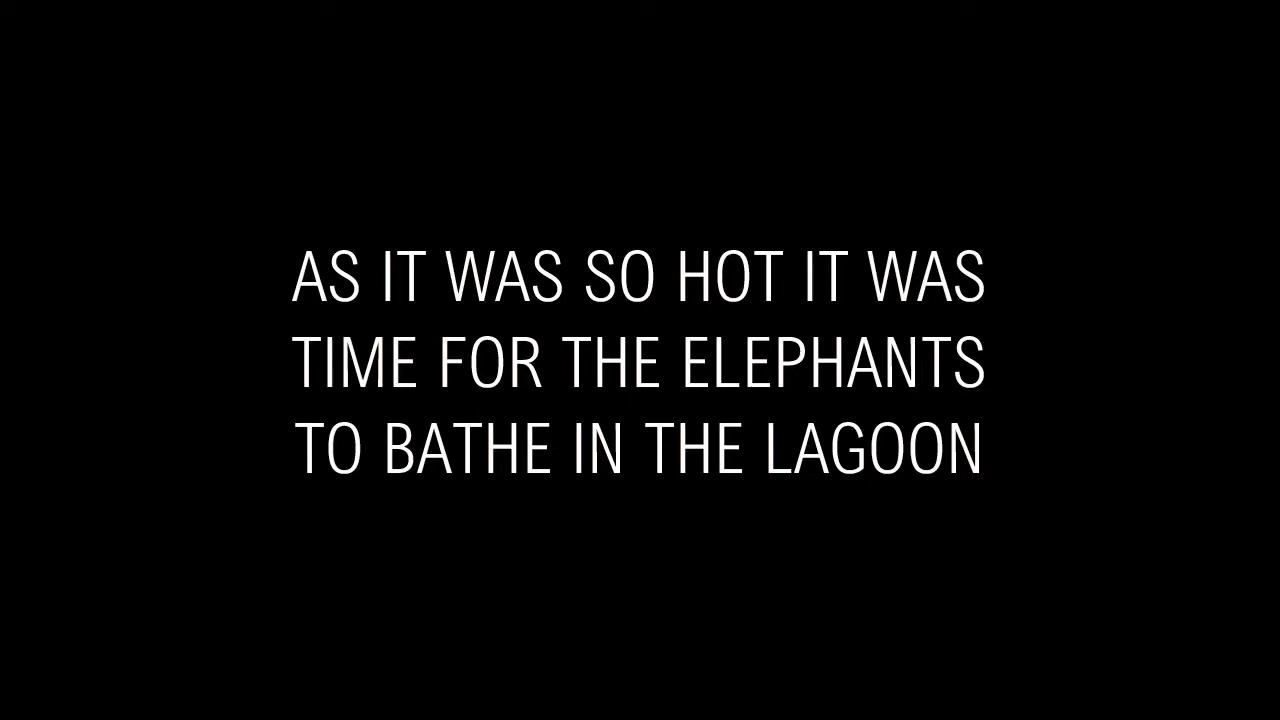 AS IT WAS SO HOT IT WAS
TIME FOR THE ELEPHANTS
TO BATHE IN THE LAGOON